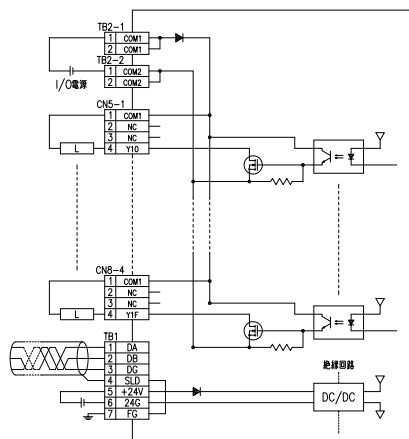 TB2-1
1 COM1
2 COM1
TB2-2
1 COM2
2 COM2
I/O電源
CN5-1
1 COM1
2 NC
3 NC
4 Y10
L
CN8-4
1 COM1
2 NC
3 NC
4 Y1F
L
TB1
1 DA
2 DB
3 DG
4 SLD
5 +24V
6 24G
7 FG
絶縁回路
DC/DC